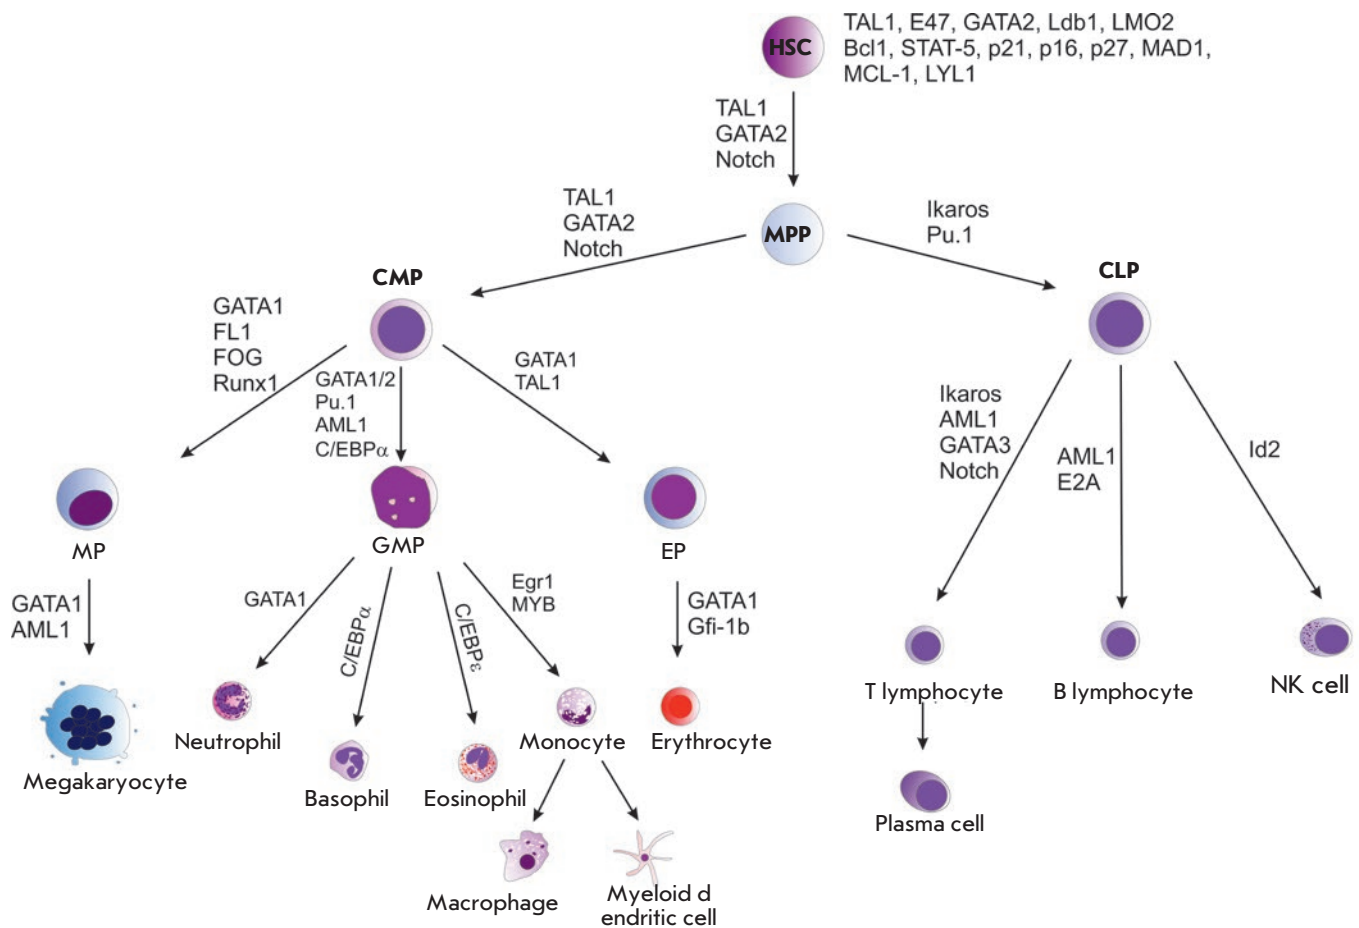 HSC
TAL1, E47, GATA2, Ldb1, LMO2
Bcl1, STAT-5, p21, p16, p27, MAD1,
MCL-1, LYL1
TAL1
GATA2
Notch
MPP
TAL1
GATA2
Notch
Ikaros
Pu.1
CMP
CLP
GATA1
FL1
FOG
Runx1
GATA1/2
Pu.1
AML1
C/EBPα
GATA1
TAL1
Ikaros
AML1
GATA3
Notch
AML1
E2A
Id2
MP
GMP
EP
GATA1
AML1
GATA1
C/EBPα
C/EBPε
Egr1
MYB
GATA1
Gfi-1b
Megakaryocyte
Neutrophil
Basophil
Eosinophil
Monocyte
Erythrocyte
T lymphocyte
B lymphocyte
NK cell
Macrophage
Myeloid d
endritic cell
Plasma cell